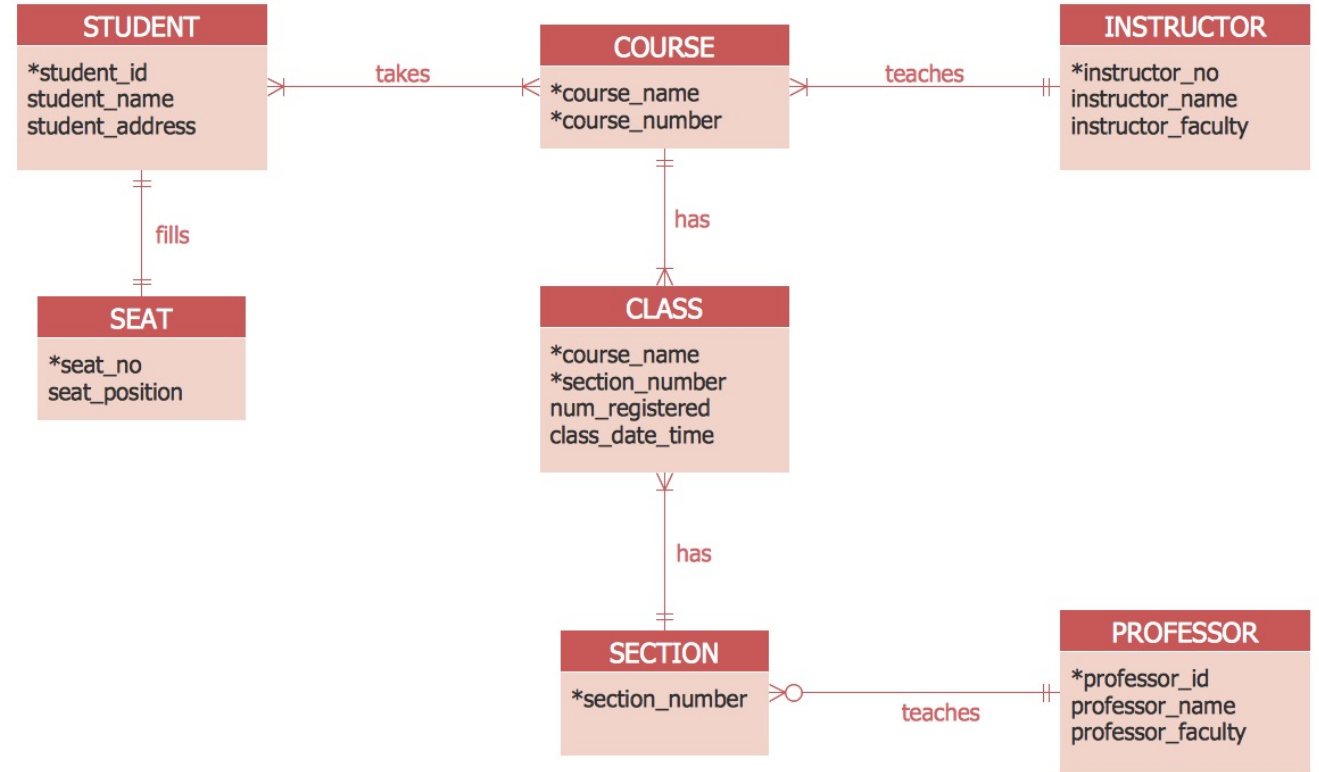 STUDENT
*student_id
student_name
student_address
takes
COURSE
*course_name
*course_number
teaches
INSTRUCTOR
*instructor_no
instructor_name
instructor_faculty
fills
has
SEAT
*seat_no
seat_position
CLASS
*course_name
*section_number
num_registered
class_date_time
has
SECTION
*section_number
teaches
PROFESSOR
*professor_id
professor_name
professor_faculty